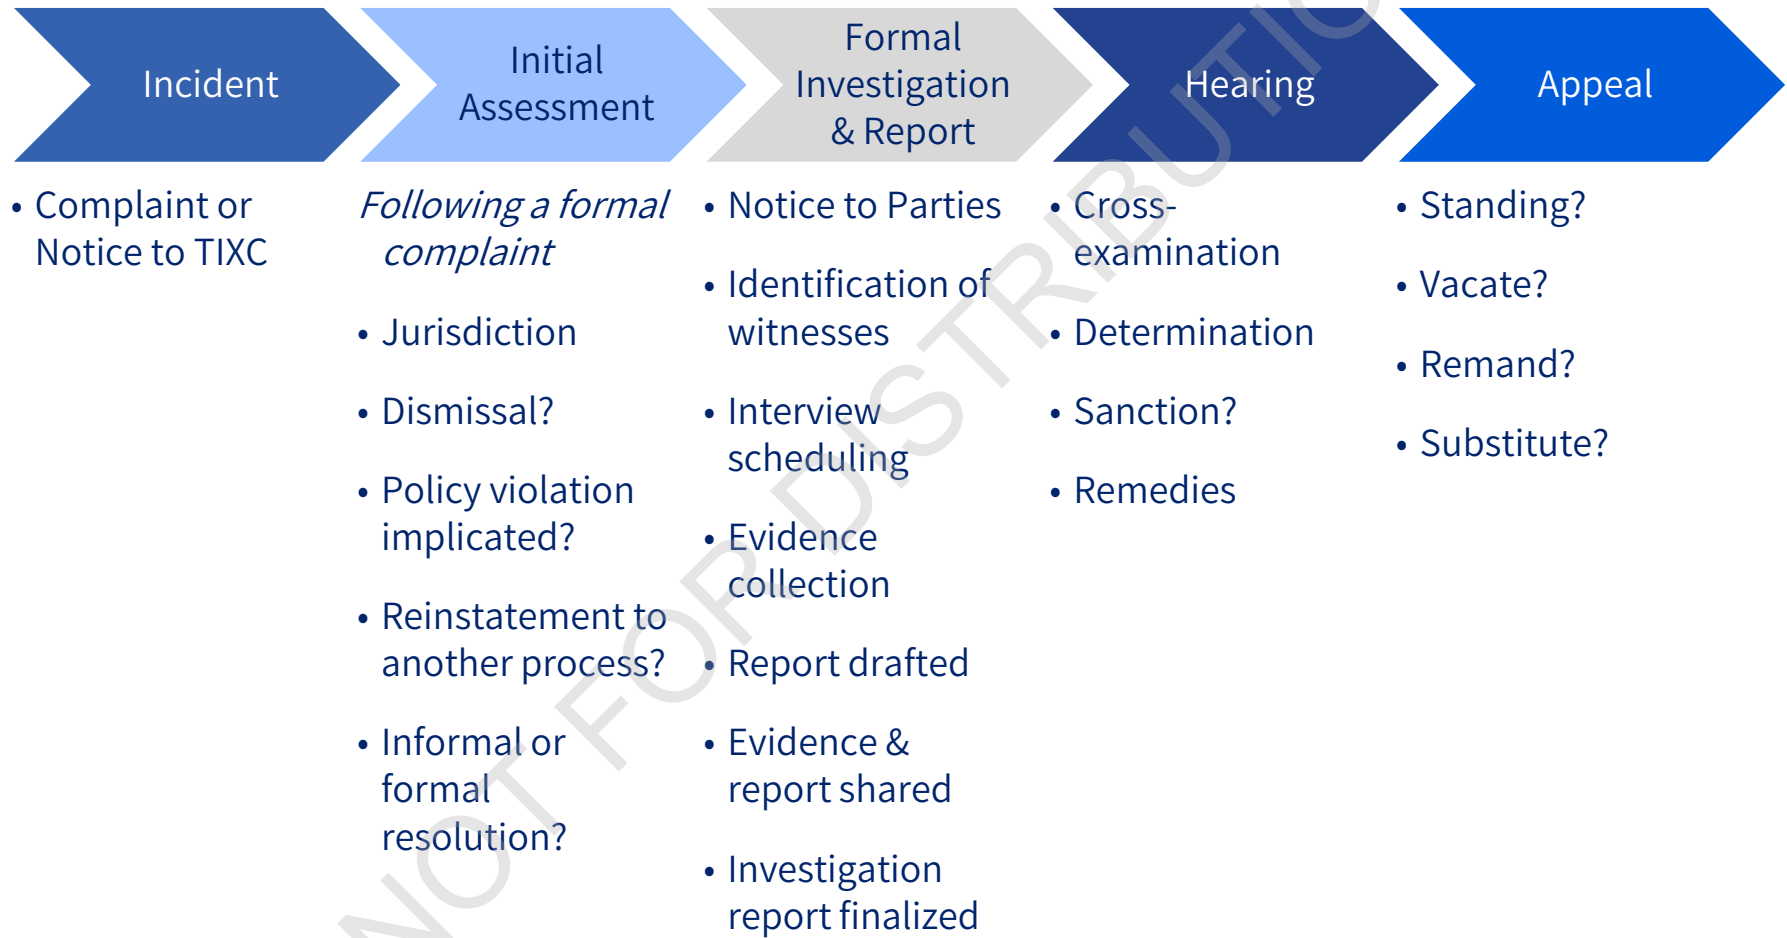 Incident
Initial
Assessment
Formal
Investigation
& Report
Hearing
Appeal
• Complaint or
Notice to TIXC
Following a formal
complaint
• Jurisdiction
• Dismissal?
• Policy violation
implicated?
• Reinstatement to
another process?
• Informal or
formal
resolution?
• Notice to Parties
• Identification of
witnesses
• Interview
scheduling
• Evidence
collection
• Report drafted
• Evidence &
report shared
• Investigation
report finalized
• Cross-
examination
• Determination
• Sanction?
• Remedies
• Standing?
• Vacate?
• Remand?
• Substitute?
NOT FOR DISTRIBUTIO